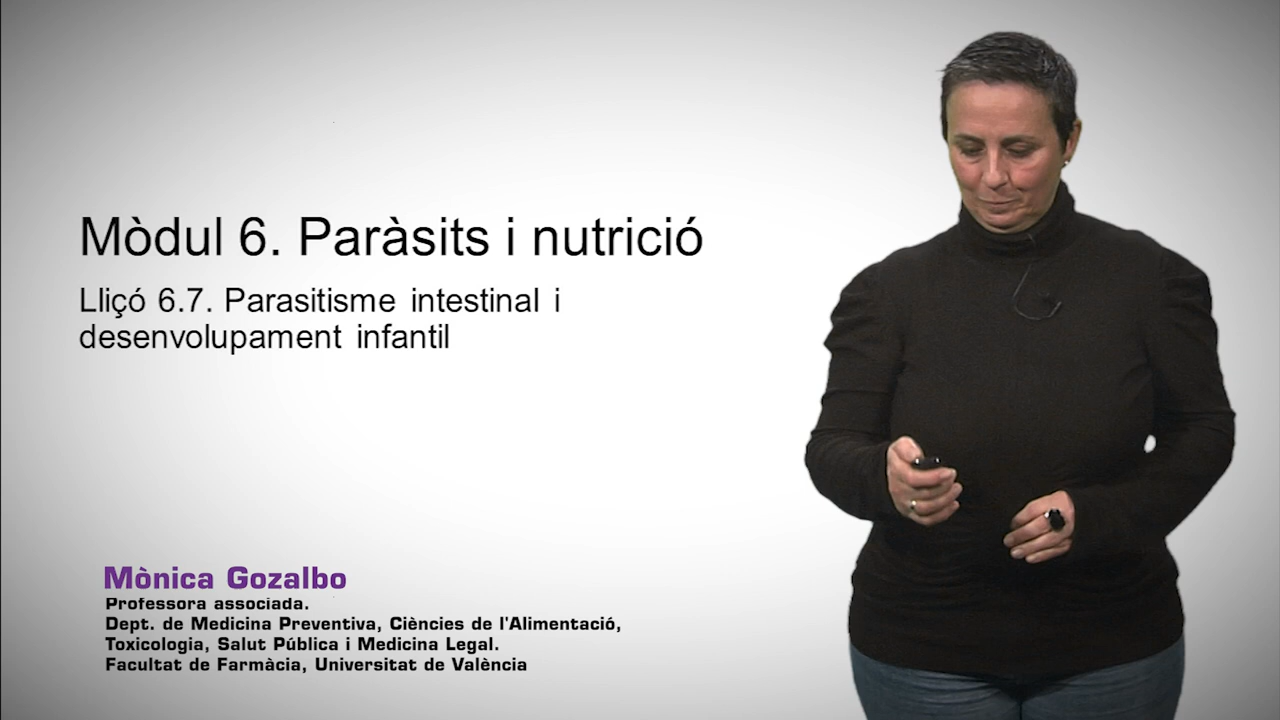 Mòdul 6. Paràsits i nutrició
Lliçó 6.7. Parasitisme intestinal i
desenvolupament infantil
Mònica Gozalbo
Professora associada.
Dept. de Medicina Preventiva, Ciències de l'Alimentació,
Toxicologia, Salut Pública i Medicina Legal.
Facultat de Farmàcia, Universitat de València